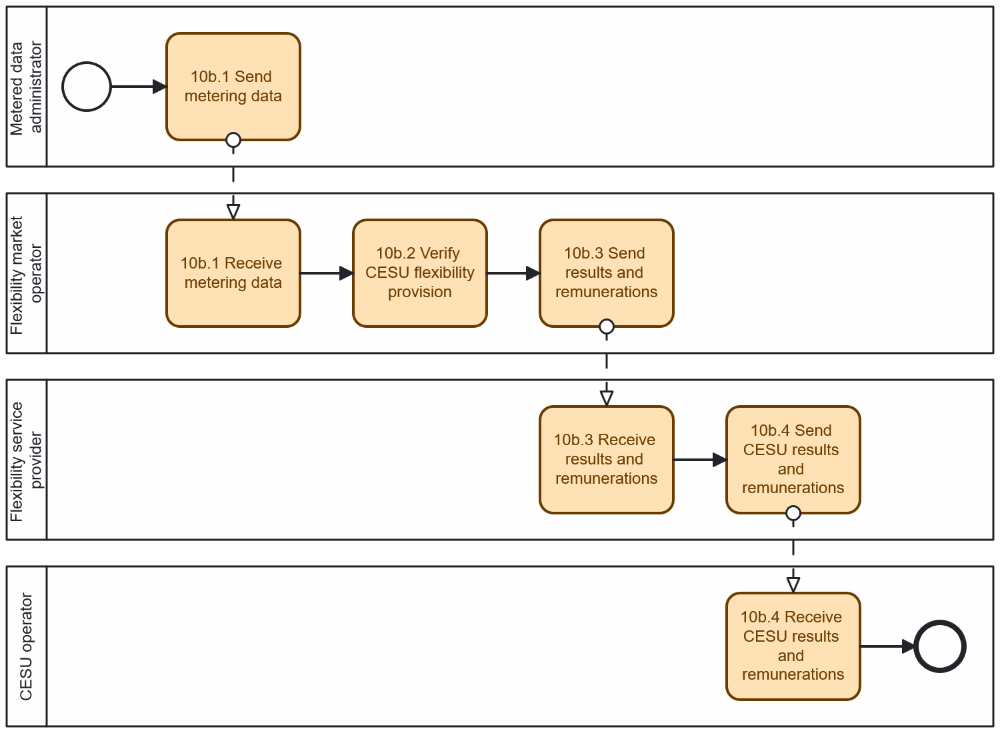 Metered data
administrator
10b.1 Send
metering data
Flexibility market
operator
10b.1 Receive
metering data
10b.2 Verify
CESU flexibility
provision
10b.3 Send
results and
remunerations
Flexibility service
provider
10b.3 Receive
results and
remunerations
10b.4 Send
CESU results
and
remunerations
CESU operator
10b.4 Receive
CESU results
and
remunerations